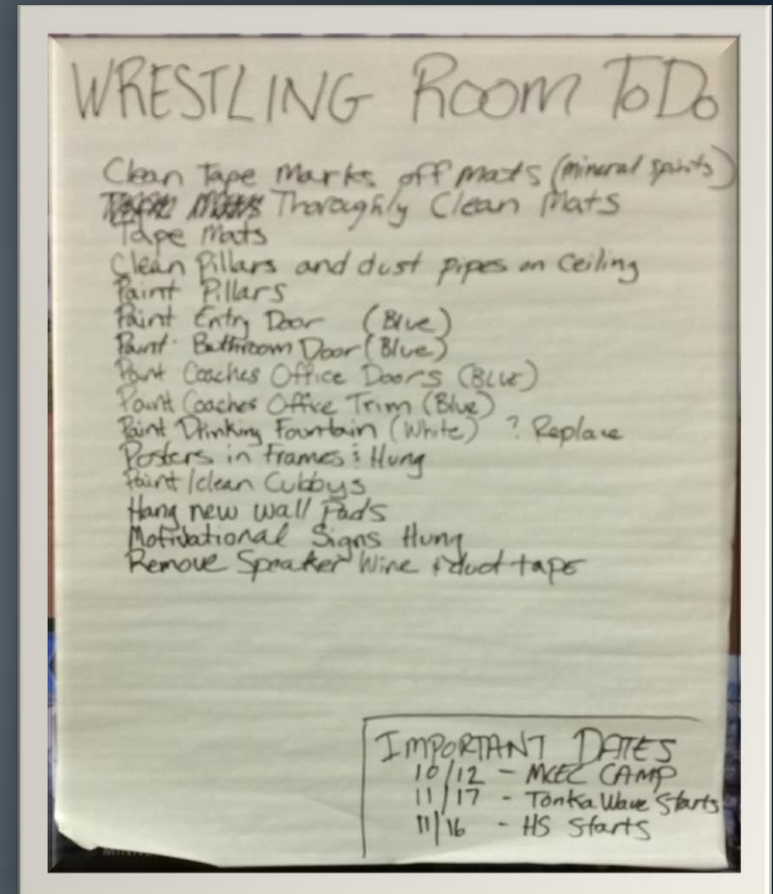 WRESTLING ROOM TODO
Clean Tape Marks off Mats (mineral spirits)
Thoroughly Clean Mats
Tape Mats
Clean Pillars and dust pipes on Ceiling
Paint Pillars
Paint Entry Door (Blue)
Paint Bathroom Door (Blue)
Paint Coaches Office Doors (Blue)
Paint Coaches Office Trim (Blue)
Paint Drinking Fountain (White) ? Replace
Posters in Frames & Hung
Paint/clean Cubbys
Hang new wall Pads
Motivational Signs Hung
Remove Speaker Wire & duct tape
IMPORTANT DATES
10/12 - MCEC CAMP
11/17 - Tonka Wave Starts
11/16 - HS Starts